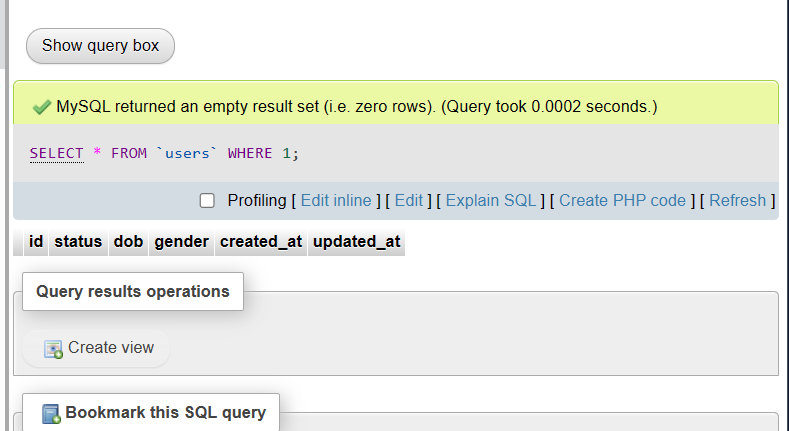 Show query box
MySQL returned an empty result set (i.e. zero rows). (Query took 0.0002 seconds.)
SELECT * FROM `users` WHERE 1;
Profiling [ Edit inline ] [ Edit ] [ Explain SQL ] [ Create PHP code ] [ Refresh ]
id status dob gender created_at updated_at
Query results operations
Create view
Bookmark this SQL query